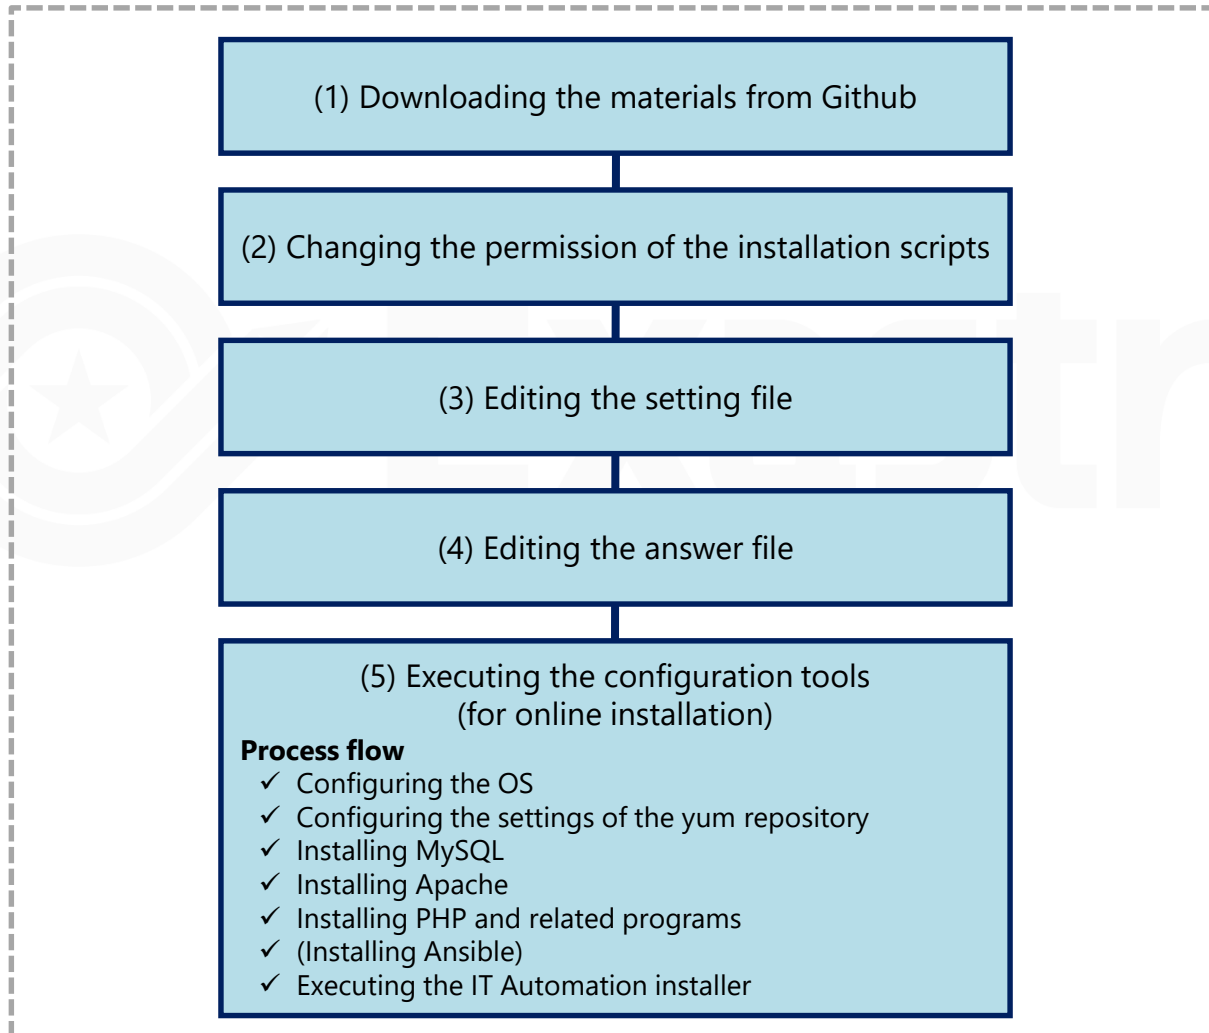 (1) Downloading the materials from Github
(2) Changing the permission of the installation scripts
(3) Editing the setting file
(4) Editing the answer file
(5) Executing the configuration tools
(for online installation)
Process flow
✓ Configuring the OS
✓ Configuring the settings of the yum repository
✓ Installing MySQL
✓ Installing Apache
✓ Installing PHP and related programs
✓ (Installing Ansible)
✓ Executing the IT Automation installer